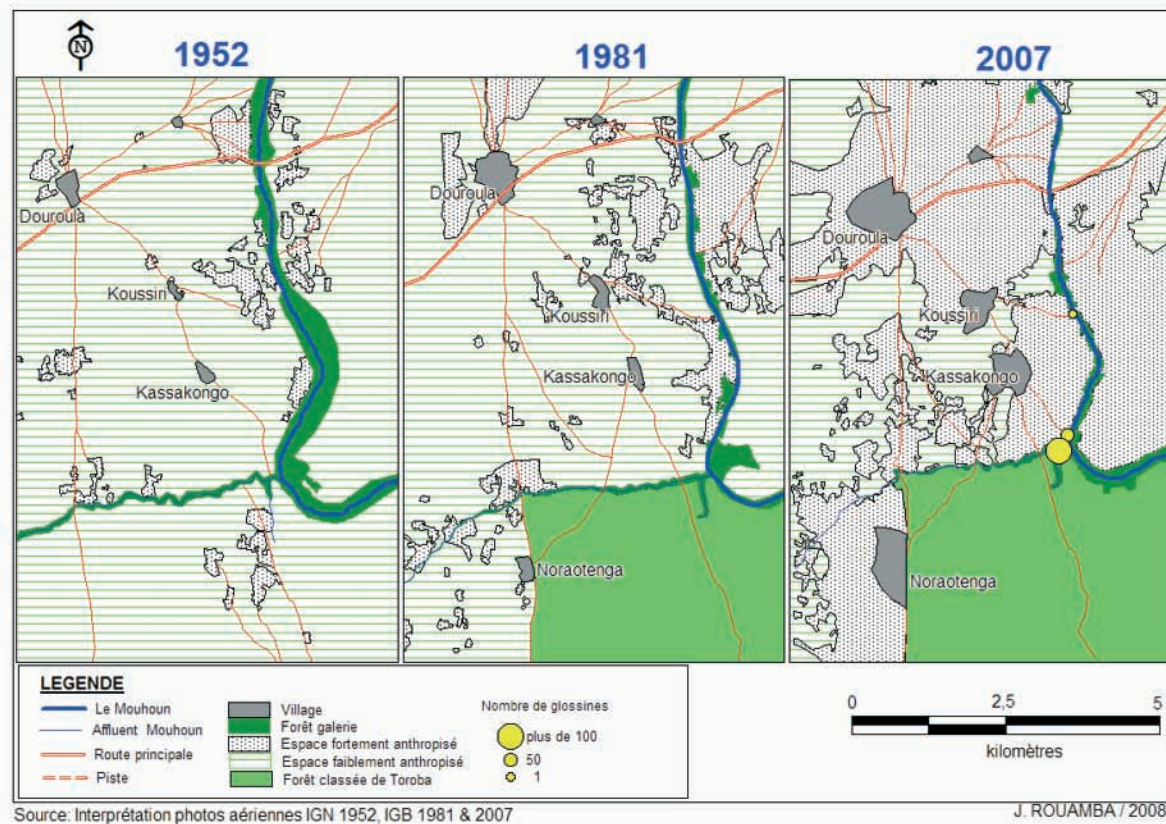 N
1952
1981
2007
Douroula
Koussiri
Kassakongo
Douroula
Koussiri
Kassakongo
Noraotenga
Douroula
Koussiri
Kassakongo
Noraotenga
LEGENDE
Le Mouhoun
Affluent Mouhoun
Route principale
Piste
Village
Forêt galerie
Espace fortement anthropisé
Espace faiblement anthropisé
Forêt classée de Toroba
Nombre de glossines
plus de 100
50
1
0 2,5 5
kilomètres
Source: Interprétation photos aériennes IGN 1952, IGB 1981 & 2007
J. ROUAMBA / 2008